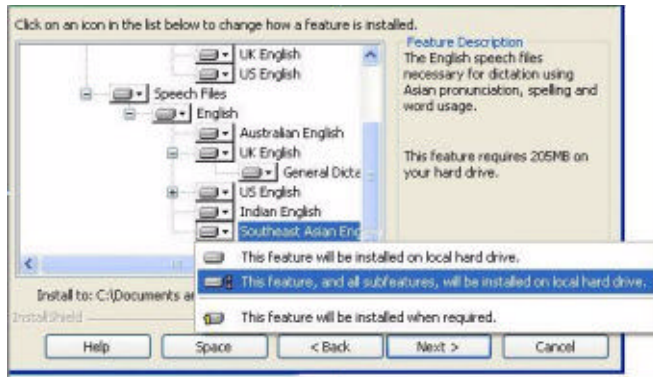 Click on an icon in the list below to change how a feature is installed.
UK English
US English
Speech Files
English
Australian English
UK English
General Dicta
US English
Indian English
Southeast Asian Eng
Feature Description
The English speech files
necessary for dictation using
Asian pronunciation, spelling and
word usage.
This feature requires 205MB on
your hard drive.
This feature will be installed on local hard drive.
This feature, and all subfeatures, will be installed on local hard drive.
This feature will be installed when required.
Install to: C:\Documents ar
InstallShield
Help
Space
< Back
Next >
Cancel